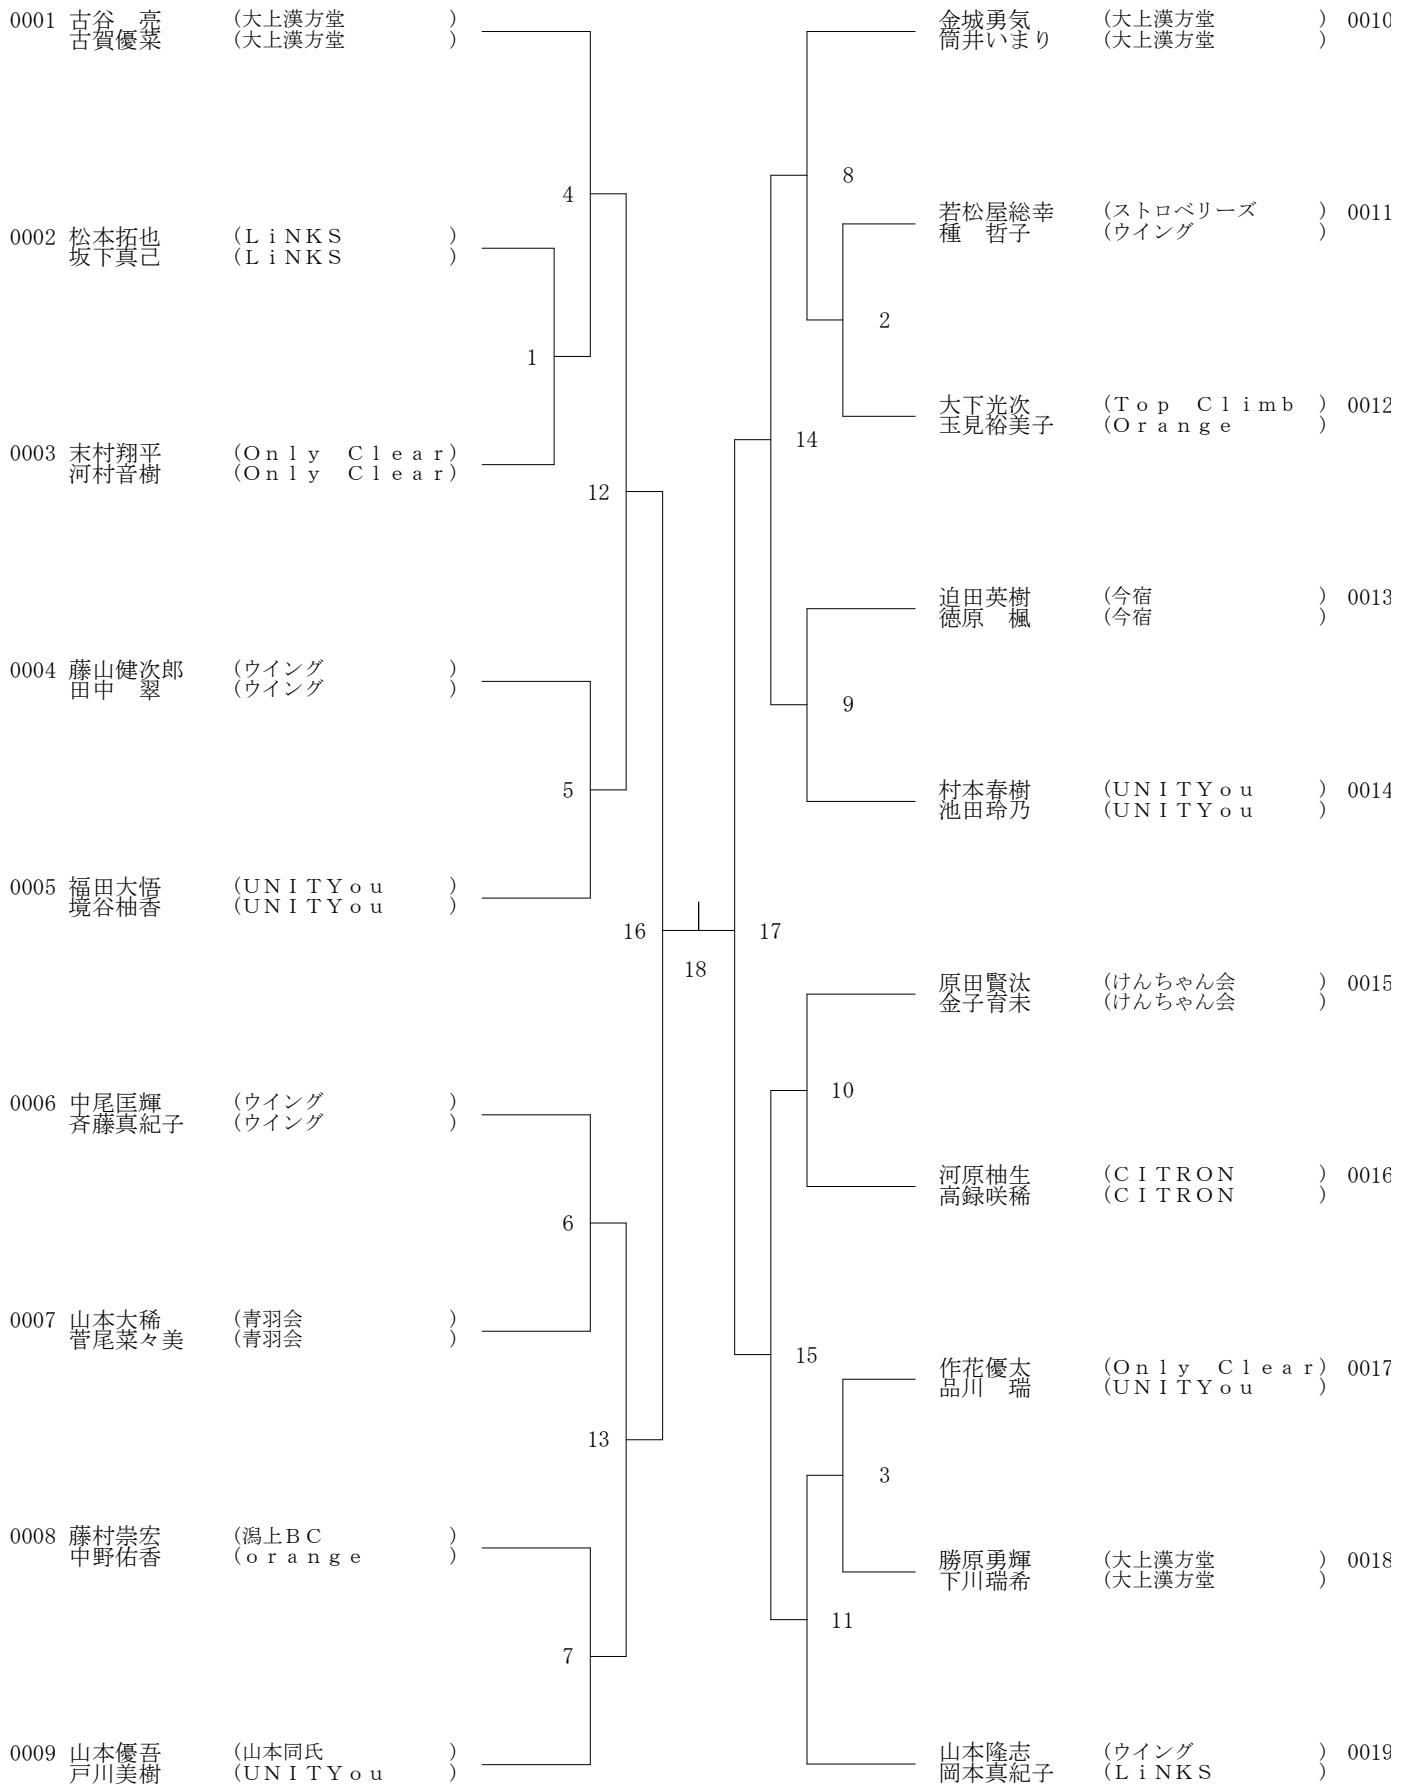 0001 古谷　亮 (大上漢方堂)
古賀優菜 (大上漢方堂)
4
0002 松本拓也 (ＬｉＮＫＳ)
坂下真己 (ＬｉＮＫＳ)
1
0003 末村翔平 (Ｏｎｌｙ　Ｃｌｅａｒ)
河村音樹 (Ｏｎｌｙ　Ｃｌｅａｒ)
12
0004 藤山健次郎 (ウイング)
田中　翠 (ウイング)
5
0005 福田大悟 (ＵＮＩＴＹｏｕ)
境谷柚香 (ＵＮＩＴＹｏｕ)
16
18
0006 中尾匡輝 (ウイング)
斉藤真紀子 (ウイング)
6
0007 山本大稀 (青羽会)
菅尾菜々美 (青羽会)
13
0008 藤村崇宏 (潟上ＢＣ)
中野佑香 (ｏｒａｎｇｅ)
7
0009 山本優吾 (山本同氏)
戸川美樹 (ＵＮＩＴＹｏｕ)
金城勇気 (大上漢方堂) 0010
筒井いまり (大上漢方堂)
8
若松屋総幸 (ストロベリーズ) 0011
種　哲子 (ウイング)
2
大下光次 (Ｔｏｐ　Ｃｌｉｍｂ) 0012
玉見裕美子 (Ｏｒａｎｇｅ)
14
迫田英樹 (今宿) 0013
徳原　楓 (今宿)
9
村本春樹 (ＵＮＩＴＹｏｕ) 0014
池田玲乃 (ＵＮＩＴＹｏｕ)
17
原田賢汰 (けんちゃん会) 0015
金子育未 (けんちゃん会)
10
河原柚生 (ＣＩＴＲＯＮ) 0016
高録咲稀 (ＣＩＴＲＯＮ)
15
作花優太 (Ｏｎｌｙ　Ｃｌｅａｒ) 0017
品川　瑞 (ＵＮＩＴＹｏｕ)
3
勝原勇輝 (大上漢方堂) 0018
下川瑞希 (大上漢方堂)
11
山本隆志 (ウイング) 0019
岡本真紀子 (ＬｉＮＫＳ)